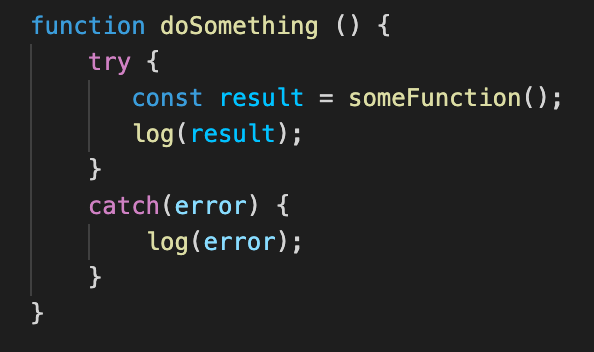 function doSomething () {
try {
const result = someFunction();
log(result);
}
catch(error) {
log(error);
}
}